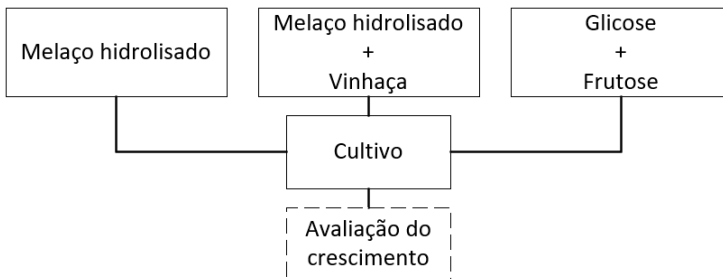 Melaço hidrolisado
Melaço hidrolisado
+
Vinhaça
Glicose
+
Frutose
Cultivo
Avaliação do
crescimento